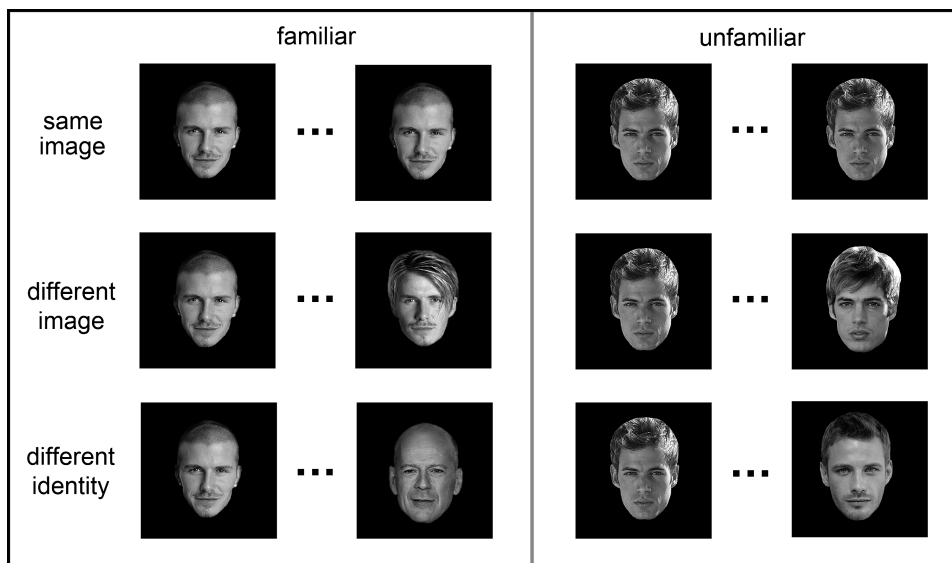 familiar
unfamiliar
same
image
different
image
different
identity